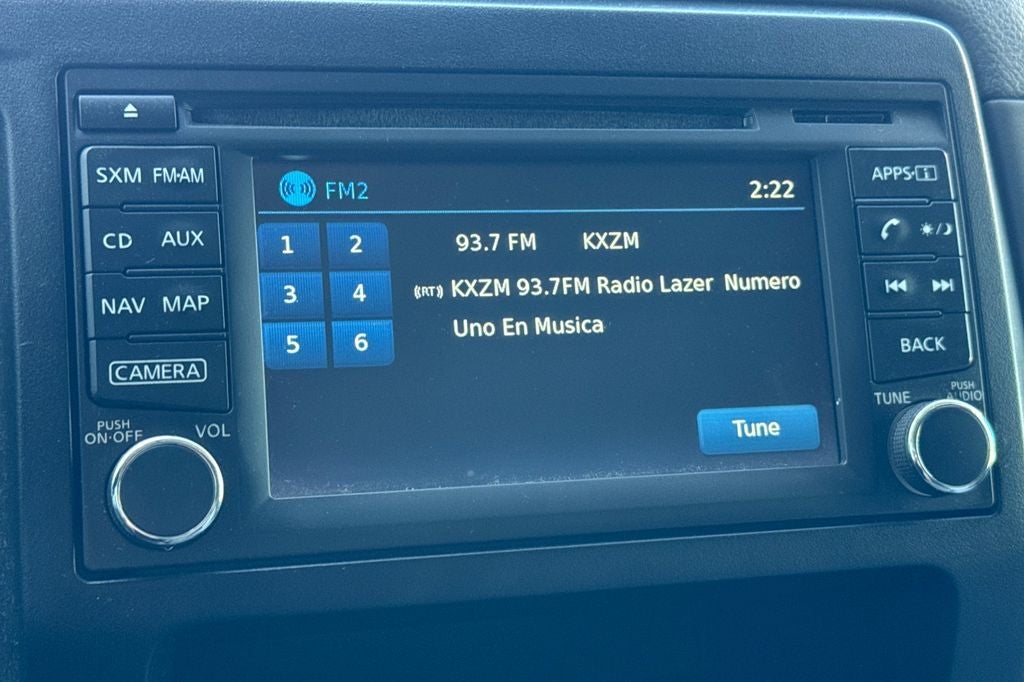 SXM FM·AM
CD AUX
NAV MAP
CAMERA
PUSH
ON·OFF
VOL
FM2
2:22
1 2
3 4
5 6
93.7 FM KXZM
(RT) KXZM 93.7FM Radio Lazer Numero
Uno En Musica
Tune
APPS·i
BACK
TUNE
PUSH
AUDIO